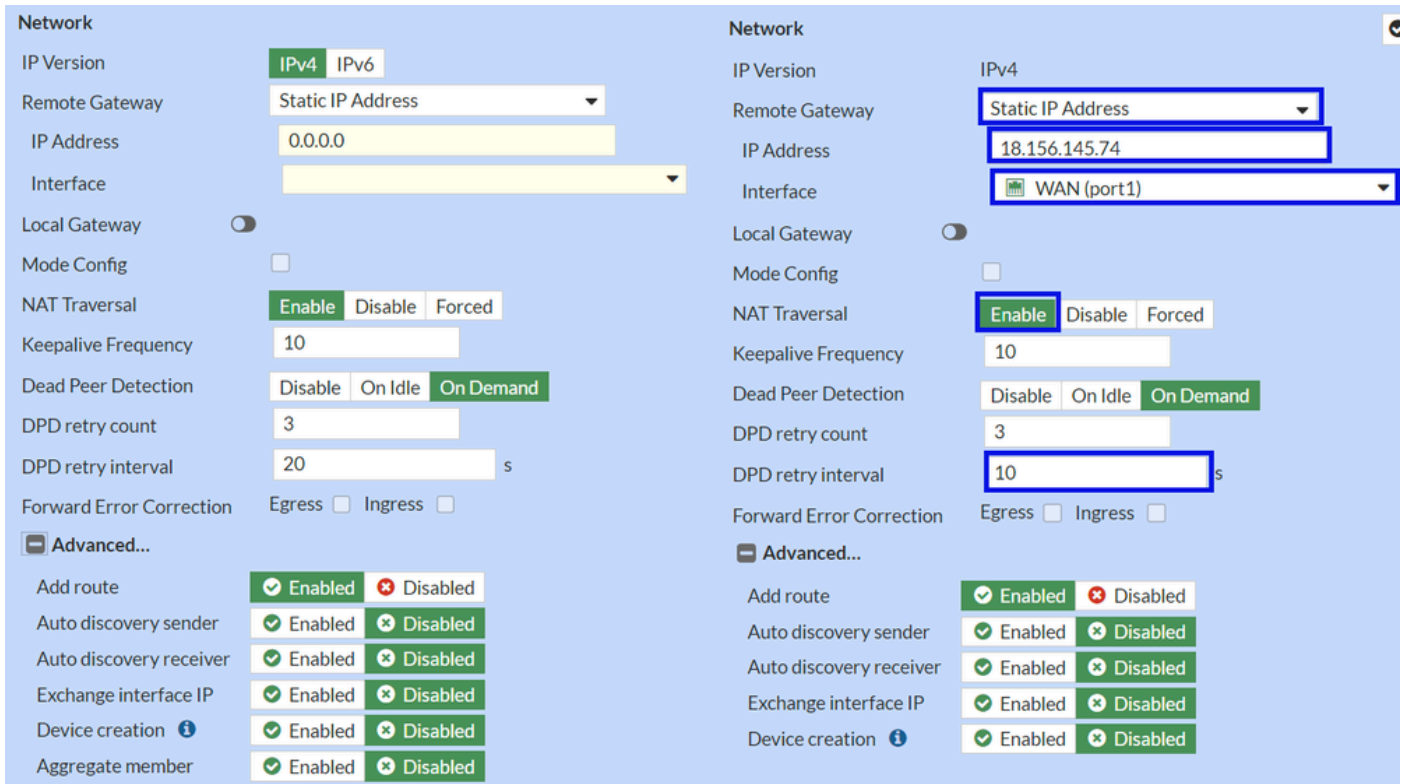 Network
IP Version IPv4 IPv6
Remote Gateway Static IP Address
IP Address 0.0.0.0
Interface
Local Gateway
Mode Config
NAT Traversal Enable Disable Forced
Keepalive Frequency 10
Dead Peer Detection Disable On Idle On Demand
DPD retry count 3
DPD retry interval 20 s
Forward Error Correction Egress Ingress
Advanced...
Add route Enabled Disabled
Auto discovery sender Enabled Disabled
Auto discovery receiver Enabled Disabled
Exchange interface IP Enabled Disabled
Device creation Enabled Disabled
Aggregate member Enabled Disabled
Network
IP Version IPv4
Remote Gateway Static IP Address
IP Address 18.156.145.74
Interface WAN (port1)
Local Gateway
Mode Config
NAT Traversal Enable Disable Forced
Keepalive Frequency 10
Dead Peer Detection Disable On Idle On Demand
DPD retry count 3
DPD retry interval 10 s
Forward Error Correction Egress Ingress
Advanced...
Add route Enabled Disabled
Auto discovery sender Enabled Disabled
Auto discovery receiver Enabled Disabled
Exchange interface IP Enabled Disabled
Device creation Enabled Disabled